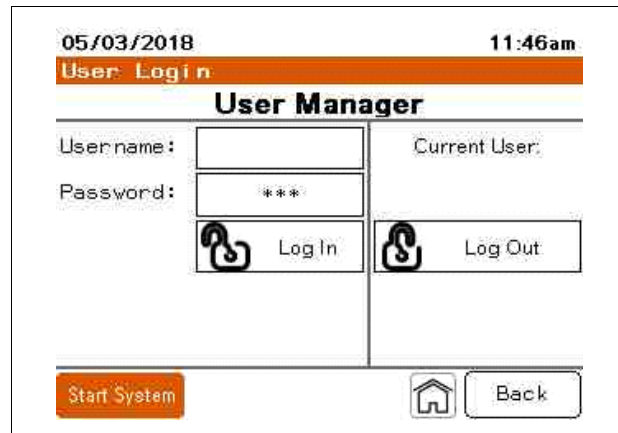 05/03/2018 11:46am
User Login
User Manager
Username: Current User:
Password: ***
Log In Log Out
Start System Back